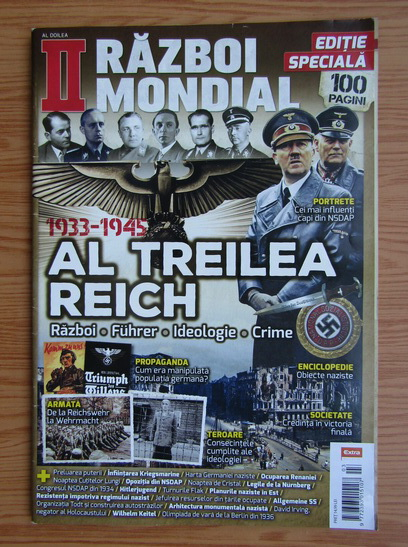 AL DOILEA
II RĂZBOI
MONDIAL
EDIȚIE
SPECIALĂ
100
PAGINI
PORTRETE
Cei mai influenți
capi din NSDAP
1933-1945
AL TREILEA
REICH
Război • Führer • Ideologie • Crime
PROPAGANDA
Cum era manipulată
populația germană?
Triumph
Willens
ARMATA
De la Reichswehr
la Wehrmacht
TEROARE
Consecințele
cumplite ale
ideologiei
ENCICLOPEDIE
Obiecte naziste
SOCIETATE
Credința în victoria
finală
Extra
+ Preluarea puterii / Înființarea Kriegsmarine / Harta Germaniei naziste / Ocuparea Renaniei /
Noaptea Cuțitelor Lungi / Opoziția din NSDAP / Noaptea de Cristal / Legile de la Nürnberg /
Congresul NSDAP din 1934 / Hitlerjugend / Turnurile Flak / Planurile naziste în Est /
Rezistența împotriva regimului nazist / Jefuirea resurselor din țările ocupate / Allgemeine SS /
Organizația Todt și construirea autostrăzilor / Arhitectura monumentală nazistă / David Irving,
negator al Holocaustului / Wilhelm Keitel / Olimpiada de vară de la Berlin din 1936